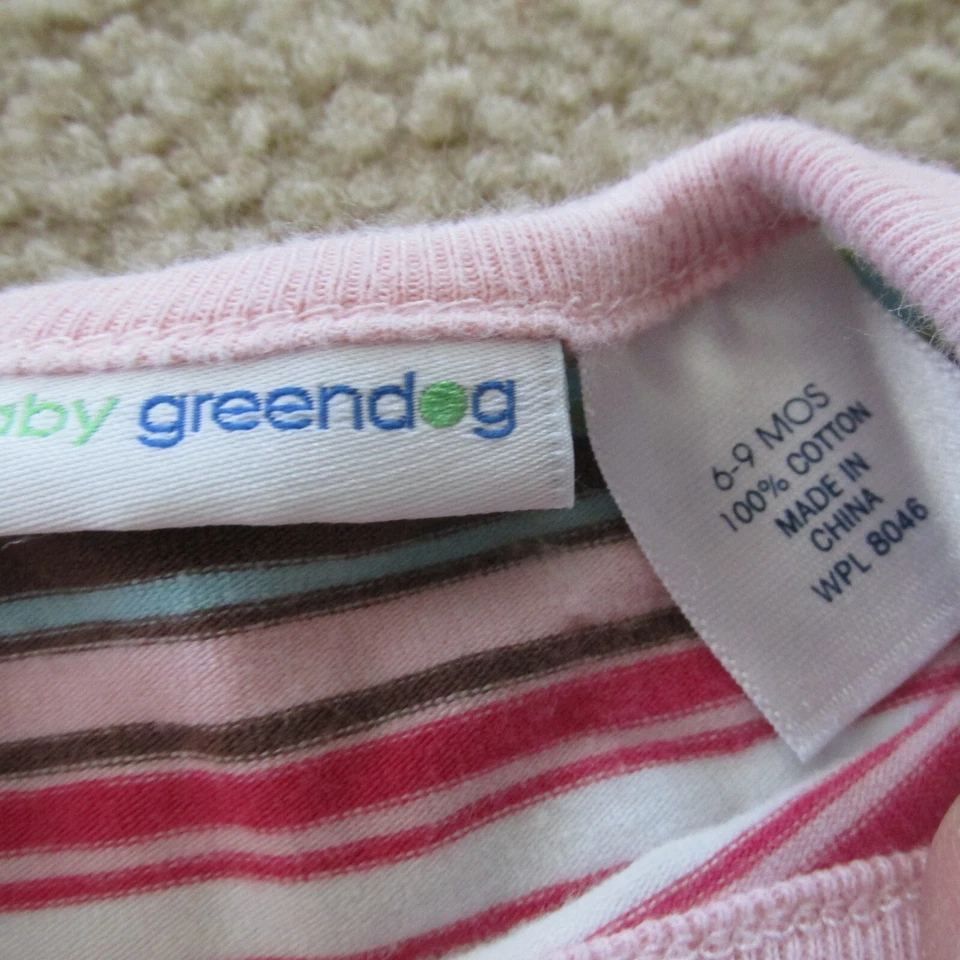 aby greendog
6-9 MOS
100% COTTON
MADE IN
CHINA
WPL 8046